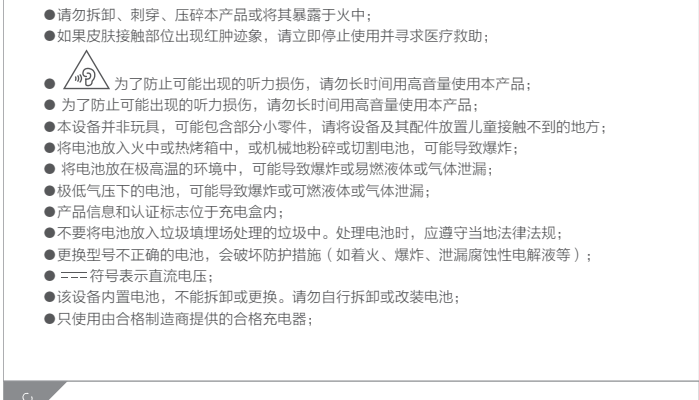 ●请勿拆卸、刺穿、压碎本产品或将其暴露于火中；
●如果皮肤接触部位出现红肿迹象，请立即停止使用并寻求医疗救助；
● 为了防止可能出现的听力损伤，请勿长时间用高音量使用本产品；
● 为了防止可能出现的听力损伤，请勿长时间用高音量使用本产品；
●本设备并非玩具，可能包含部分小零件，请将设备及其配件放置儿童接触不到的地方；
●将电池放入火中或热烤箱中，或机械地粉碎或切割电池，可能导致爆炸；
● 将电池放在极高温的环境中，可能导致爆炸或易燃液体或气体泄漏；
●极低气压下的电池，可能导致爆炸或可燃液体或气体泄漏；
●产品信息和认证标志位于充电盒内；
●不要将电池放入垃圾填埋场处理的垃圾中。处理电池时，应遵守当地法律法规；
●更换型号不正确的电池，会破坏防护措施（如着火、爆炸、泄漏腐蚀性电解液等）；
● 符号表示直流电压；
●该设备内置电池，不能拆卸或更换。请勿自行拆卸或改装电池；
●只使用由合格制造商提供的合格充电器；